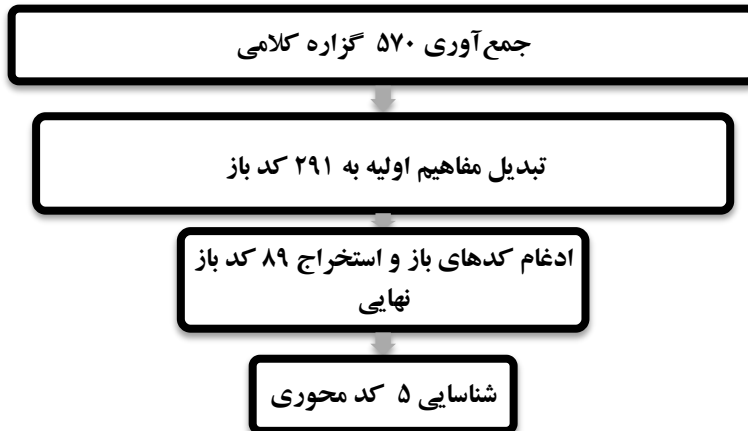 جمع‌آوری ۵۷۰ گزاره کلامی
تبدیل مفاهیم اولیه به ۲۹۱ کد باز
ادغام کدهای باز و استخراج ۸۹ کد باز
نهایی
شناسایی ۵ کد محوری